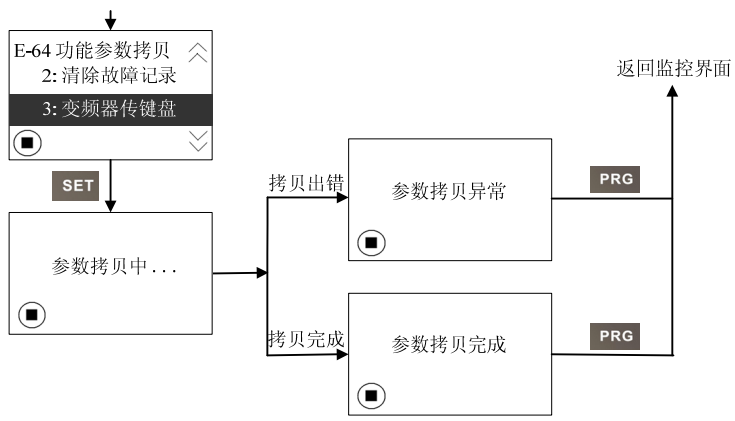 E-64 功能参数拷贝
2: 清除故障记录
3: 变频器传键盘
SET
参数拷贝中...
拷贝出错
参数拷贝异常
PRG
返回监控界面
拷贝完成
参数拷贝完成
PRG